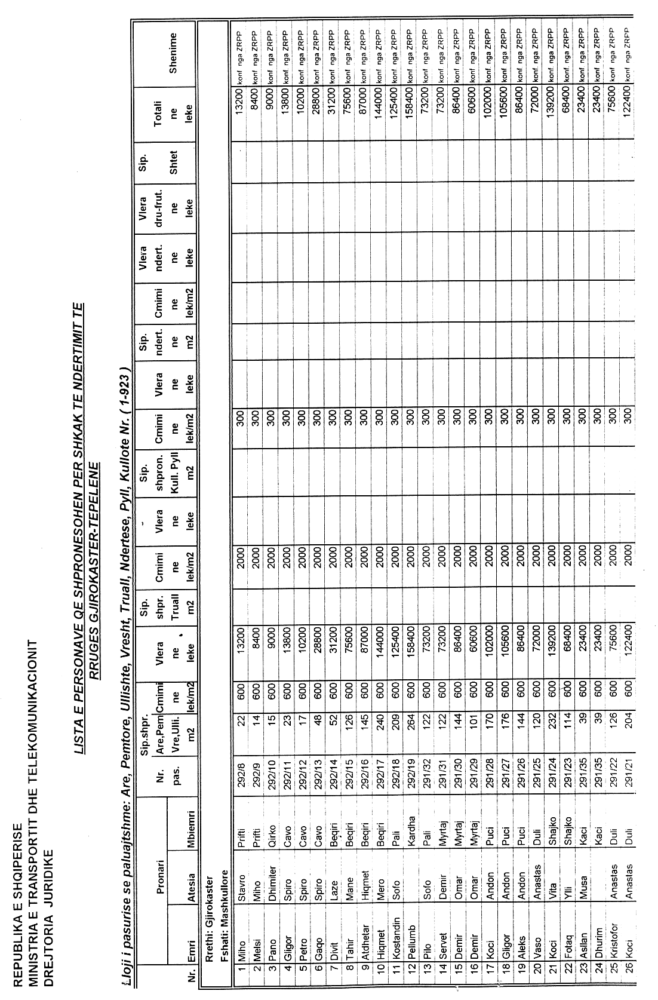 REPUBLIKA E SHQIPERISE
MINISTRIA E TRANSPORTIT DHE TELEKOMUNIKACIONIT
DREJTORIA JURIDIKE
LISTA E PERSONAVE QE SHPRONESOHEN PER SHKAK TE NDERTIMIT TE
RRUGES GJIROKASTER-TEPELENE
Lloji i pasurise se paluajtshme: Are, Pemtore, Ullishte, Vresht, Truall, Ndertese, Pyll, Kullote Nr. ( 1-923 )
Pronari Nr. Sip.shpr. Cmimi Vlera Sip. Cmimi Vlera Sip. Cmimi Vlera Sip. Cmimi Vlera Vlera Sip. Totali Shenime
pas. Are,Pem ne ne shpr. ne ne shpron. ne ne ndert. ne ndert. dru-frut. Shtet ne
Nr. Emri Atesia Mbiemri Vre,Ulli. m2 lek/m2 leke Truall m2 lek/m2 leke Kull. Pyll m2 lek/m2 leke ne m2 lek/m2 ne leke ne leke leke
Rrethi: Gjirokaster
Fshati: Mashkullore
1 Miho Stavro Prifti 292/8 22 600 13200 2000 300 13200 konf nga ZRPP
2 Melsi Miho Prifti 292/9 14 600 8400 2000 300 8400 konf nga ZRPP
3 Pano Dhimiter Qirko 292/10 15 600 9000 2000 300 9000 konf nga ZRPP
4 Gligor Spiro Cavo 292/11 23 600 13800 2000 300 13800 konf nga ZRPP
5 Petro Spiro Cavo 292/12 17 600 10200 2000 300 10200 konf nga ZRPP
6 Gaqo Spiro Cavo 292/13 48 600 28800 2000 300 28800 konf nga ZRPP
7 Divit Laze Beqiri 292/14 52 600 31200 2000 300 31200 konf nga ZRPP
8 Tahir Mane Beqiri 292/15 126 600 75600 2000 300 75600 konf nga ZRPP
9 Atdhetar Hiqmet Beqiri 292/16 145 600 87000 2000 300 87000 konf nga ZRPP
10 Hiqmet Mero Beqiri 292/17 240 600 144000 2000 300 144000 konf nga ZRPP
11 Kostandin Sofo Pali 292/18 209 600 125400 2000 300 125400 konf nga ZRPP
12 Pellumb Kardha 292/19 264 600 158400 2000 300 158400 konf nga ZRPP
13 Pilo Sofo Pali 291/32 122 600 73200 2000 300 73200 konf nga ZRPP
14 Servet Demir Myrtaj 291/31 122 600 73200 2000 300 73200 konf nga ZRPP
15 Demir Omar Myrtaj 291/30 144 600 86400 2000 300 86400 konf nga ZRPP
16 Demir Omar Myrtaj 291/29 101 600 60600 2000 300 60600 konf nga ZRPP
17 Koci Andon Puci 291/28 170 600 102000 2000 300 102000 konf nga ZRPP
18 Gligor Andon Puci 291/27 176 600 105600 2000 300 105600 konf nga ZRPP
19 Aleks Andon Puci 291/26 144 600 86400 2000 300 86400 konf nga ZRPP
20 Vaso Anastas Duli 291/25 120 600 72000 2000 300 72000 konf nga ZRPP
21 Koci Vita Shajko 291/24 232 600 139200 2000 300 139200 konf nga ZRPP
22 Fotaq Ylli Shajko 291/23 114 600 68400 2000 300 68400 konf nga ZRPP
23 Asllan Musa Kaci 291/35 39 600 23400 2000 300 23400 konf nga ZRPP
24 Dhurim Kaci 291/35 39 600 23400 2000 300 23400 konf nga ZRPP
25 Kristofor Anastas Duli 291/22 126 600 75600 2000 300 75600 konf nga ZRPP
26 Koci Anastas Duli 291/21 204 600 122400 2000 300 122400 konf nga ZRPP